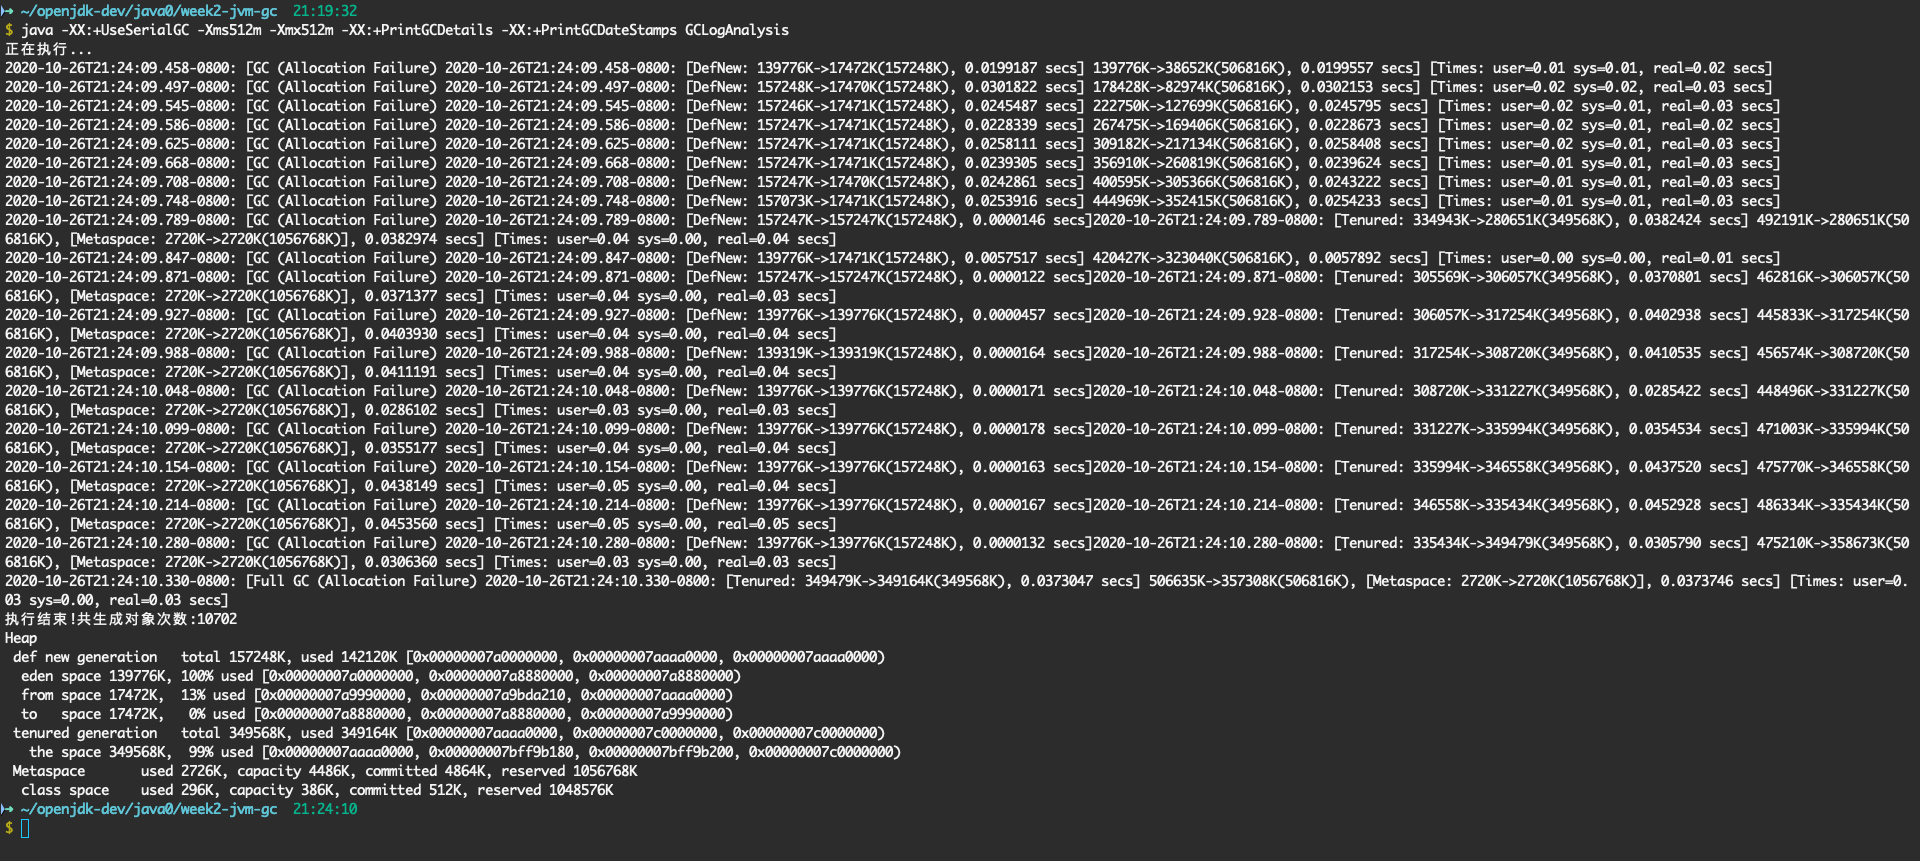 → ~/openjdk-dev/java0/week2-jvm-gc  21:19:32
$ java -XX:+UseSerialGC -Xms512m -Xmx512m -XX:+PrintGCDetails -XX:+PrintGCDateStamps GCLogAnalysis
正在执行...
2020-10-26T21:24:09.458-0800: [GC (Allocation Failure) 2020-10-26T21:24:09.458-0800: [DefNew: 139776K->17472K(157248K), 0.0199187 secs] 139776K->38652K(506816K), 0.0199557 secs] [Times: user=0.01 sys=0.01, real=0.02 secs]
2020-10-26T21:24:09.497-0800: [GC (Allocation Failure) 2020-10-26T21:24:09.497-0800: [DefNew: 157248K->17470K(157248K), 0.0301822 secs] 178428K->82974K(506816K), 0.0302153 secs] [Times: user=0.02 sys=0.02, real=0.03 secs]
2020-10-26T21:24:09.545-0800: [GC (Allocation Failure) 2020-10-26T21:24:09.545-0800: [DefNew: 157246K->17471K(157248K), 0.0245487 secs] 222750K->127699K(506816K), 0.0245795 secs] [Times: user=0.02 sys=0.01, real=0.03 secs]
2020-10-26T21:24:09.586-0800: [GC (Allocation Failure) 2020-10-26T21:24:09.586-0800: [DefNew: 157247K->17471K(157248K), 0.0228339 secs] 267475K->169406K(506816K), 0.0228673 secs] [Times: user=0.02 sys=0.01, real=0.02 secs]
2020-10-26T21:24:09.625-0800: [GC (Allocation Failure) 2020-10-26T21:24:09.625-0800: [DefNew: 157247K->17471K(157248K), 0.0258111 secs] 309182K->217134K(506816K), 0.0258408 secs] [Times: user=0.02 sys=0.01, real=0.03 secs]
2020-10-26T21:24:09.668-0800: [GC (Allocation Failure) 2020-10-26T21:24:09.668-0800: [DefNew: 157247K->17471K(157248K), 0.0239305 secs] 356910K->260819K(506816K), 0.0239624 secs] [Times: user=0.01 sys=0.01, real=0.03 secs]
2020-10-26T21:24:09.708-0800: [GC (Allocation Failure) 2020-10-26T21:24:09.708-0800: [DefNew: 157247K->17470K(157248K), 0.0242861 secs] 400595K->305366K(506816K), 0.0243222 secs] [Times: user=0.01 sys=0.01, real=0.03 secs]
2020-10-26T21:24:09.748-0800: [GC (Allocation Failure) 2020-10-26T21:24:09.748-0800: [DefNew: 157073K->17471K(157248K), 0.0253916 secs] 444969K->352415K(506816K), 0.0254233 secs] [Times: user=0.01 sys=0.01, real=0.03 secs]
2020-10-26T21:24:09.789-0800: [GC (Allocation Failure) 2020-10-26T21:24:09.789-0800: [DefNew: 157247K->157247K(157248K), 0.0000146 secs]2020-10-26T21:24:09.789-0800: [Tenured: 334943K->280651K(349568K), 0.0382424 secs] 492191K->280651K(50
6816K), [Metaspace: 2720K->2720K(1056768K)], 0.0382974 secs] [Times: user=0.04 sys=0.00, real=0.04 secs]
2020-10-26T21:24:09.847-0800: [GC (Allocation Failure) 2020-10-26T21:24:09.847-0800: [DefNew: 139776K->17471K(157248K), 0.0057517 secs] 420427K->323040K(506816K), 0.0057892 secs] [Times: user=0.00 sys=0.00, real=0.01 secs]
2020-10-26T21:24:09.871-0800: [GC (Allocation Failure) 2020-10-26T21:24:09.871-0800: [DefNew: 157247K->157247K(157248K), 0.0000122 secs]2020-10-26T21:24:09.871-0800: [Tenured: 305569K->306057K(349568K), 0.0370801 secs] 462816K->306057K(50
6816K), [Metaspace: 2720K->2720K(1056768K)], 0.0371377 secs] [Times: user=0.04 sys=0.00, real=0.03 secs]
2020-10-26T21:24:09.927-0800: [GC (Allocation Failure) 2020-10-26T21:24:09.927-0800: [DefNew: 139776K->139776K(157248K), 0.0000457 secs]2020-10-26T21:24:09.928-0800: [Tenured: 306057K->317254K(349568K), 0.0402938 secs] 445833K->317254K(50
6816K), [Metaspace: 2720K->2720K(1056768K)], 0.0403930 secs] [Times: user=0.04 sys=0.00, real=0.04 secs]
2020-10-26T21:24:09.988-0800: [GC (Allocation Failure) 2020-10-26T21:24:09.988-0800: [DefNew: 139319K->139319K(157248K), 0.0000164 secs]2020-10-26T21:24:09.988-0800: [Tenured: 317254K->308720K(349568K), 0.0410535 secs] 456574K->308720K(50
6816K), [Metaspace: 2720K->2720K(1056768K)], 0.0411191 secs] [Times: user=0.04 sys=0.00, real=0.04 secs]
2020-10-26T21:24:10.048-0800: [GC (Allocation Failure) 2020-10-26T21:24:10.048-0800: [DefNew: 139776K->139776K(157248K), 0.0000171 secs]2020-10-26T21:24:10.048-0800: [Tenured: 308720K->331227K(349568K), 0.0285422 secs] 448496K->331227K(50
6816K), [Metaspace: 2720K->2720K(1056768K)], 0.0286102 secs] [Times: user=0.03 sys=0.00, real=0.03 secs]
2020-10-26T21:24:10.099-0800: [GC (Allocation Failure) 2020-10-26T21:24:10.099-0800: [DefNew: 139776K->139776K(157248K), 0.0000178 secs]2020-10-26T21:24:10.099-0800: [Tenured: 331227K->335994K(349568K), 0.0354534 secs] 471003K->335994K(50
6816K), [Metaspace: 2720K->2720K(1056768K)], 0.0355177 secs] [Times: user=0.04 sys=0.00, real=0.04 secs]
2020-10-26T21:24:10.154-0800: [GC (Allocation Failure) 2020-10-26T21:24:10.154-0800: [DefNew: 139776K->139776K(157248K), 0.0000163 secs]2020-10-26T21:24:10.154-0800: [Tenured: 335994K->346558K(349568K), 0.0437520 secs] 475770K->346558K(50
6816K), [Metaspace: 2720K->2720K(1056768K)], 0.0438149 secs] [Times: user=0.05 sys=0.00, real=0.04 secs]
2020-10-26T21:24:10.214-0800: [GC (Allocation Failure) 2020-10-26T21:24:10.214-0800: [DefNew: 139776K->139776K(157248K), 0.0000167 secs]2020-10-26T21:24:10.214-0800: [Tenured: 346558K->335434K(349568K), 0.0452928 secs] 486334K->335434K(50
6816K), [Metaspace: 2720K->2720K(1056768K)], 0.0453560 secs] [Times: user=0.05 sys=0.00, real=0.05 secs]
2020-10-26T21:24:10.280-0800: [GC (Allocation Failure) 2020-10-26T21:24:10.280-0800: [DefNew: 139776K->139776K(157248K), 0.0000132 secs]2020-10-26T21:24:10.280-0800: [Tenured: 335434K->349479K(349568K), 0.0305790 secs] 475210K->358673K(50
6816K), [Metaspace: 2720K->2720K(1056768K)], 0.0306360 secs] [Times: user=0.03 sys=0.00, real=0.03 secs]
2020-10-26T21:24:10.330-0800: [Full GC (Allocation Failure) 2020-10-26T21:24:10.330-0800: [Tenured: 349479K->349164K(349568K), 0.0373047 secs] 506635K->357308K(506816K), [Metaspace: 2720K->2720K(1056768K)], 0.0373746 secs] [Times: user=0.
03 sys=0.00, real=0.03 secs]
执行结束!共生成对象次数:10702
Heap
 def new generation   total 157248K, used 142120K [0x00000007a0000000, 0x00000007aaaa0000, 0x00000007aaaa0000)
  eden space 139776K, 100% used [0x00000007a0000000, 0x00000007a8880000, 0x00000007a8880000)
  from space 17472K,  13% used [0x00000007a9990000, 0x00000007a9bda210, 0x00000007aaaa0000)
  to   space 17472K,   0% used [0x00000007a8880000, 0x00000007a8880000, 0x00000007a9990000)
 tenured generation   total 349568K, used 349164K [0x00000007aaaa0000, 0x00000007c0000000, 0x00000007c0000000)
   the space 349568K,  99% used [0x00000007aaaa0000, 0x00000007bff9b180, 0x00000007bff9b200, 0x00000007c0000000)
 Metaspace       used 2726K, capacity 4486K, committed 4864K, reserved 1056768K
  class space    used 296K, capacity 386K, committed 512K, reserved 1048576K
→ ~/openjdk-dev/java0/week2-jvm-gc  21:24:10
$